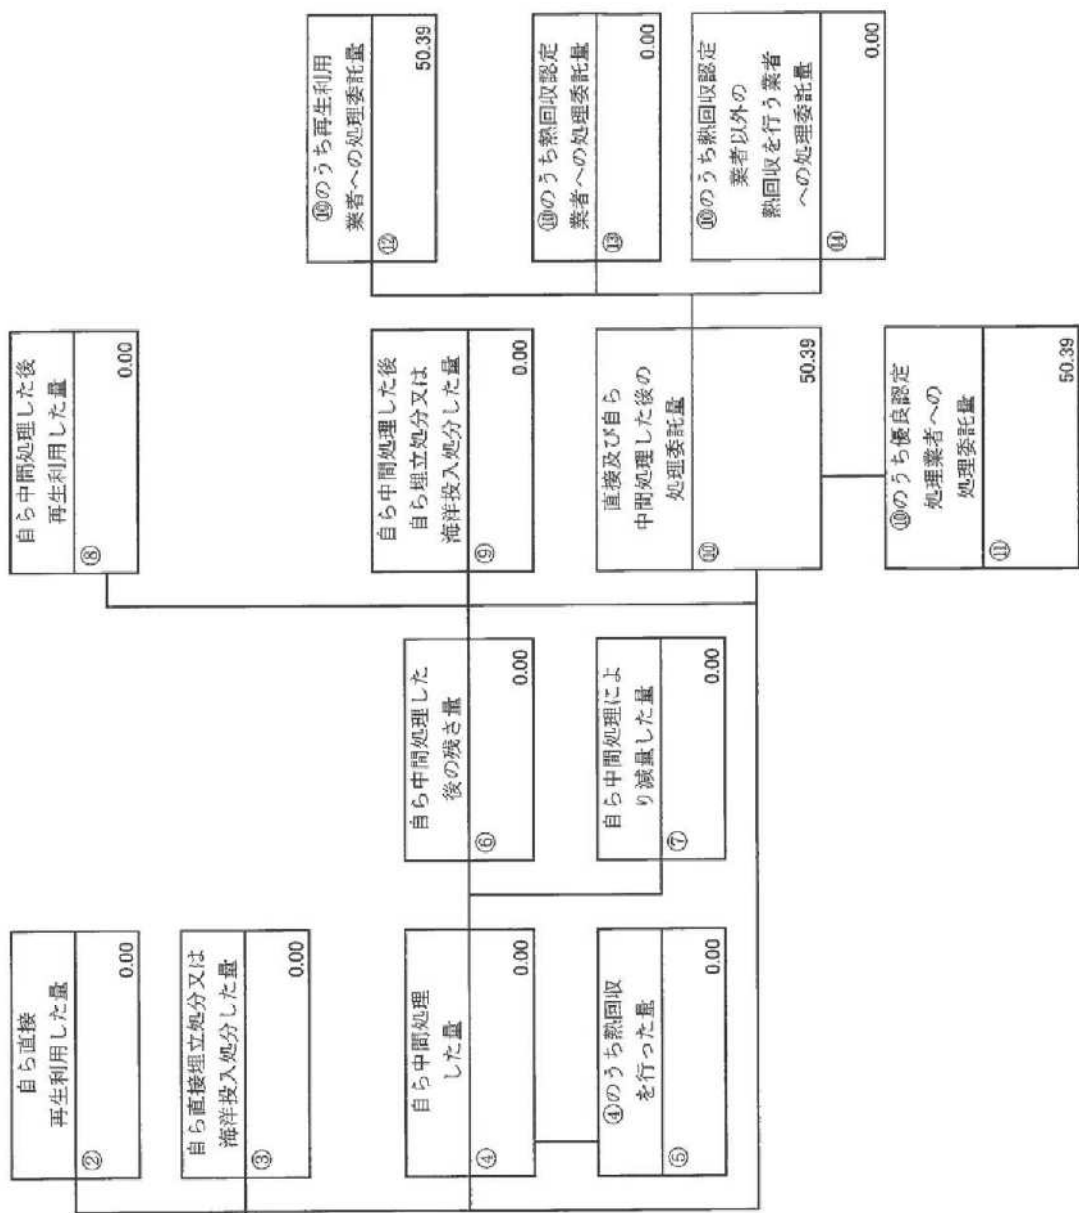 自ら直接
再生利用した量
②
0.00
自ら直接埋立処分又は
海洋投入処分した量
③
0.00
自ら中間処理
した量
④
0.00
④のうち熱回収
を行った量
⑤
0.00
自ら中間処理した
後の残さ量
⑥
0.00
自ら中間処理によ
り減量した量
⑦
0.00
自ら中間処理した後
再生利用した量
⑧
0.00
自ら中間処理した後
自ら埋立処分又は
海洋投入処分した量
⑨
0.00
直接及び自ら
中間処理した後の
処理委託量
⑩
50.39
⑩のうち優良認定
処理業者への
処理委託量
⑪
50.39
⑩のうち再生利用
業者への処理委託量
⑫
50.39
⑩のうち熱回収認定
業者への処理委託量
⑬
0.00
⑩のうち熱回収認定
業者以外の
熱回収を行う業者
への処理委託量
⑭
0.00